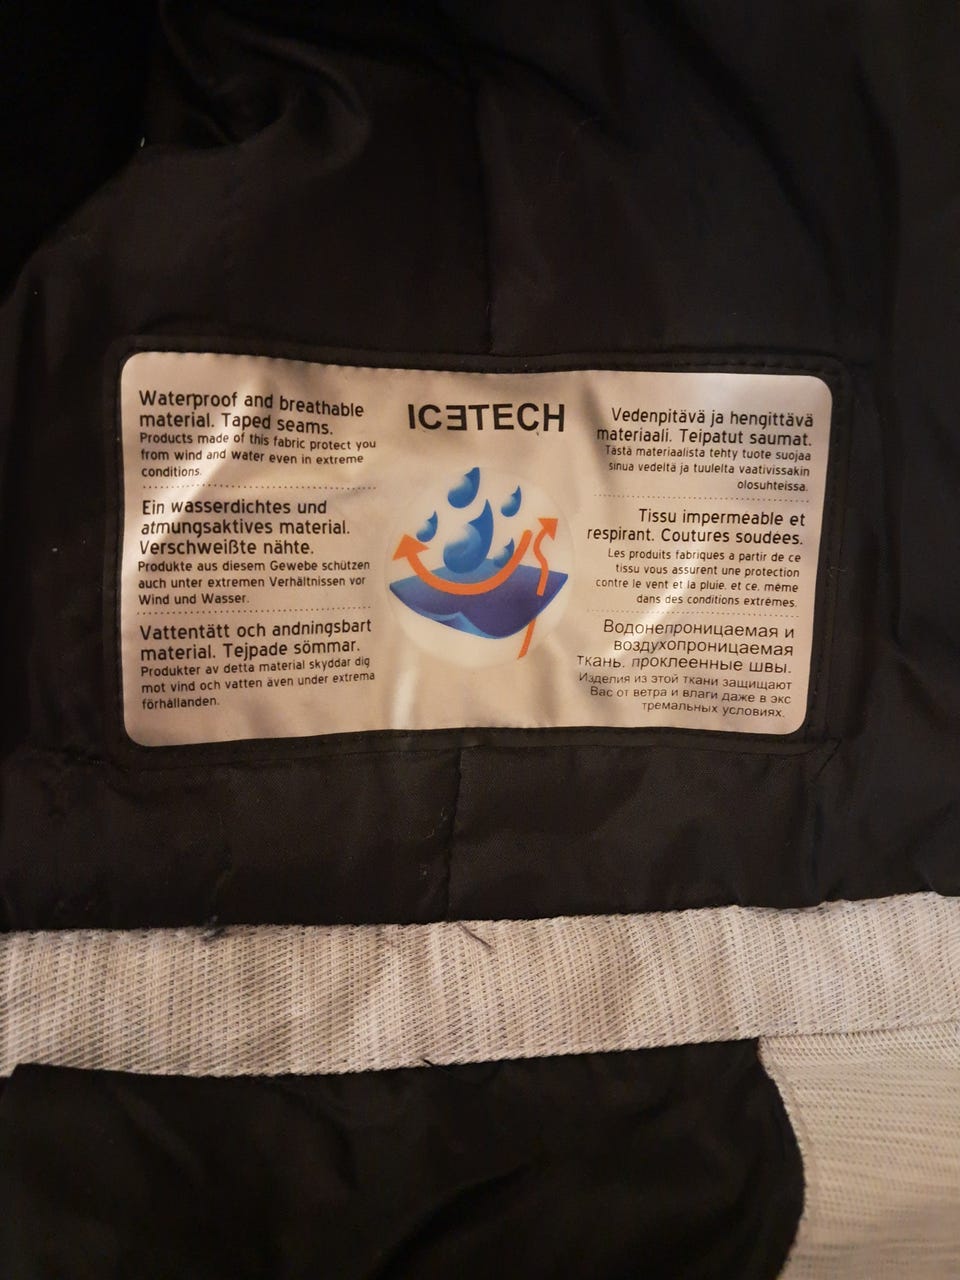 Waterproof and breathable
material. Taped seams.
Products made of this fabric protect you
from wind and water even in extreme
conditions.
Ein wasserdichtes und
atmungsaktives material.
Verschweißte nähte.
Produkte aus diesem Gewebe schützen
auch unter extremen Verhältnissen vor
Wind und Wasser.
Vattentätt och andningsbart
material. Tejpade sömmar.
Produkter av detta material skyddar dig
mot vind och vatten även under extrema
förhållanden.
ICƎTECH
Vedenpitävä ja hengittävä
materiaali. Teipatut saumat.
Tästä materiaalista tehty tuote suojaa
sinua vedeltä ja tuulelta vaativissakin
olosuhteissa.
Tissu imperméable et
respirant. Coutures soudées.
Les produits fabriques a partir de ce
tissu vous assurent une protection
contre le vent et la pluie. et ce. même
dans des conditions extrêmes.
Водонепроницаемая и
воздухопроницаемая
ткань. проклеенные швы.
Изделия из этой ткани защищают
Вас от ветра и влаги даже в экс
тремальных условиях.